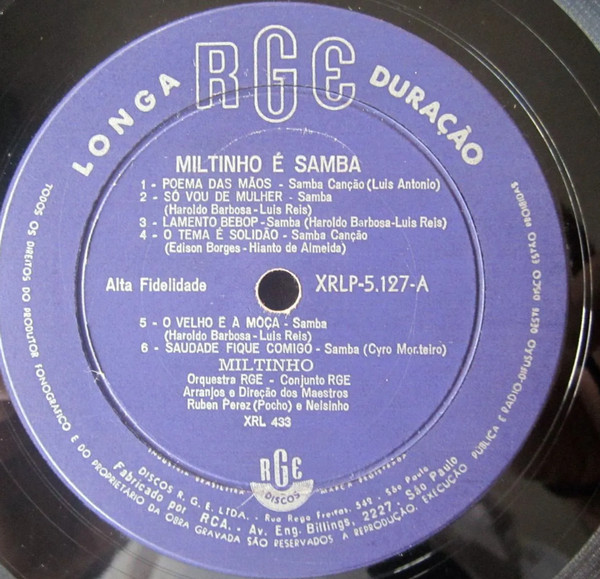 LONGA RGE DURAÇÃO
MILTINHO É SAMBA
1 - POEMA DAS MÃOS - Samba Canção (Luis Antonio)
2 - SÓ VOU DE MULHER - Samba
(Haroldo Barbosa - Luis Reis)
3 - LAMENTO BEBOP - Samba (Haroldo Barbosa-Luis Reis)
4 - O TEMA É SOLIDÃO - Samba Canção
(Edison Borges - Hianto de Almeida)
Alta Fidelidade XRLP-5.127-A
5 - O VELHO E À MOÇA - Samba
(Haroldo Barbosa - Luis Reis)
6 - SAUDADE FIQUE COMIGO - Samba (Cyro Monteiro)
MILTINHO
Orquestra RGE - Conjunto RGE
Arranjos e Direção dos Maestros
Ruben Perez (Pocho) e Nelsinho
XRL 433
RGE
DISCOS
DISCOS R. G. E. LTDA. - Rua Rego Freitas, 549 - São Paulo
Fabricado por RCA. - Av. Eng. Billings, 2227 - São Paulo
TODOS OS DIREITOS DO PRODUTOR FONOGRÁFICO E DO PROPRIETÁRIO DA OBRA GRAVADA SÃO RESERVADOS A REPRODUÇÃO, EXECUÇÃO PÚBLICA E RADIO-DIFUSÃO DESTE DISCO ESTÃO PROIBIDAS